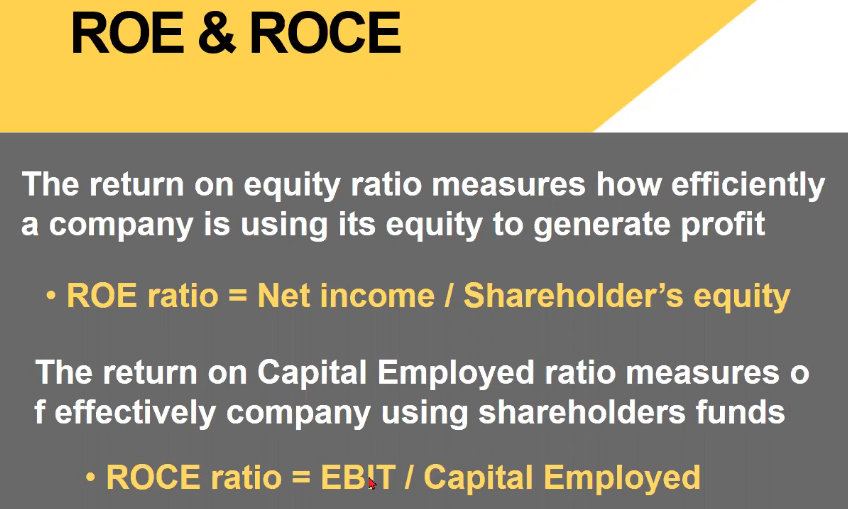 ROE & ROCE
The return on equity ratio measures how efficiently
a company is using its equity to generate profit
• ROE ratio = Net income / Shareholder’s equity
The return on Capital Employed ratio measures o
f effectively company using shareholders funds
• ROCE ratio = EBIT / Capital Employed